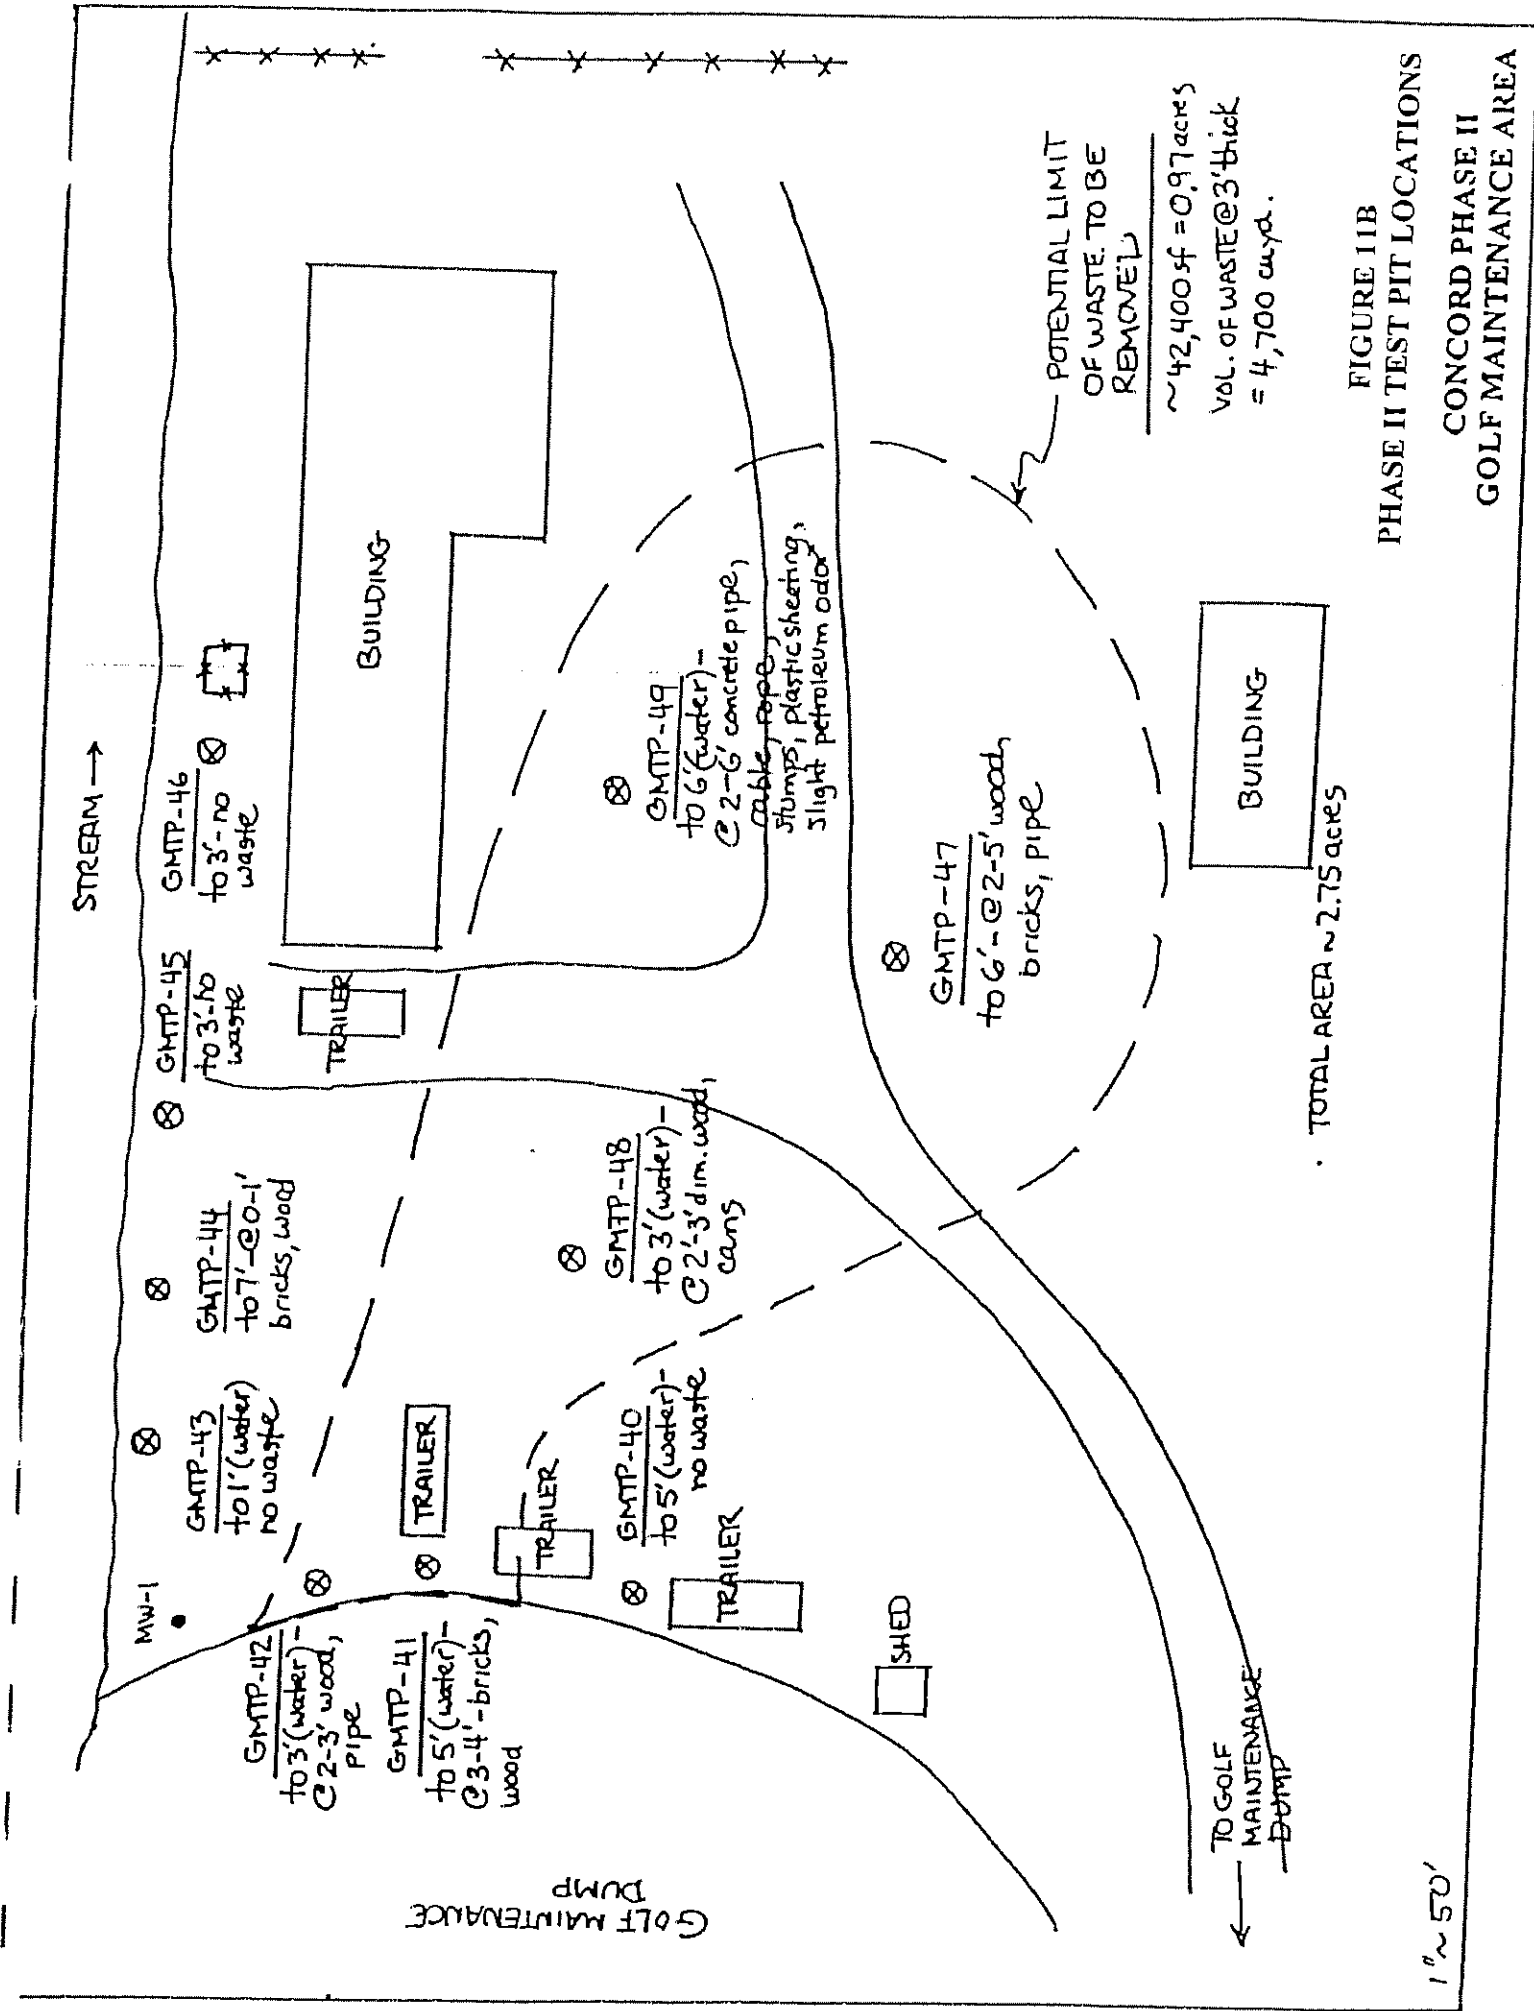 STREAM →
GMTP-46
to 3'- no
waste
GMTP-45
to 3'- no
waste
GMTP-44
to 7'-@0-1'
bricks, wood
GMTP-43
to 1' (water)
no waste
MW-1
GMTP-42
to 3' (water)-
@2-3' wood,
pipe
GMTP-41
to 5' (water)-
@3-4'-bricks,
wood
TRAILER
TRAILER
TRAILER
BUILDING
GMTP-40
to 5' (water)-
no waste
TRAILER
SHED
GMTP-48
to 3' (water)-
@2'-3' dim. wood,
cans
GMTP-49
to 6' (water)-
@2-6' concrete pipe,
cable, rope,
stumps, plastic sheeting,
slight petroleum odor
GMTP-47
to 6'-@2-5' wood,
bricks, pipe
POTENTIAL LIMIT
OF WASTE TO BE
REMOVED
~42,400 sf = 0.97 acres
VOL. OF WASTE @3' thick
= 4,700 cuyd.
BUILDING
TOTAL AREA ~ 2.75 acres
GOLF MAINTENANCE
DUMP
TO GOLF
MAINTENANCE
DUMP
1" ~ 50'
FIGURE 11B
PHASE II TEST PIT LOCATIONS
CONCORD PHASE II
GOLF MAINTENANCE AREA